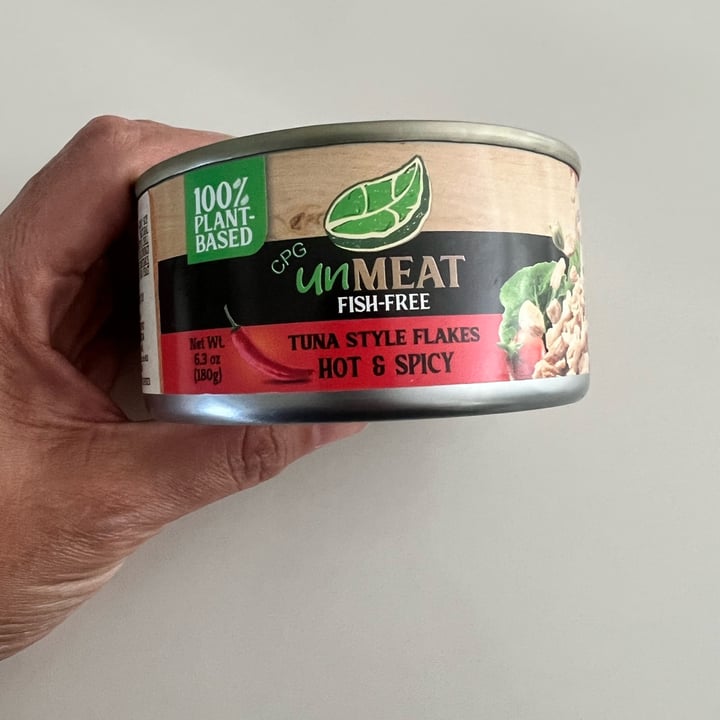 100%
PLANT-
BASED
CPG
unMEAT
FISH-FREE
Net Wt.
6.3 oz
(180g)
TUNA STYLE FLAKES
HOT & SPICY